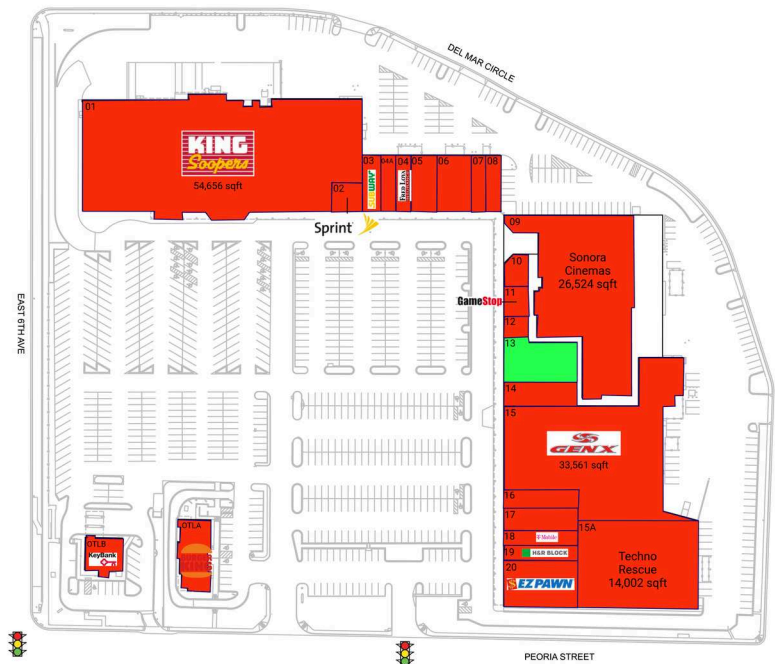 DEL MAR CIRCLE
01
KING
Soopers
54,656 sqft
02
03
SUBWAY
04A
04
FRED LOYA
05
06
07
08
Sprint
09
Sonora
Cinemas
26,524 sqft
10
11
GameStop
12
13
14
15
GENX
33,561 sqft
16
17
18
T Mobile
19
H&R BLOCK
20
EZPAWN
15A
Techno
Rescue
14,002 sqft
EAST 6TH AVE
OTLB
KeyBank
OTLA
BURGER
KING
PEORIA STREET